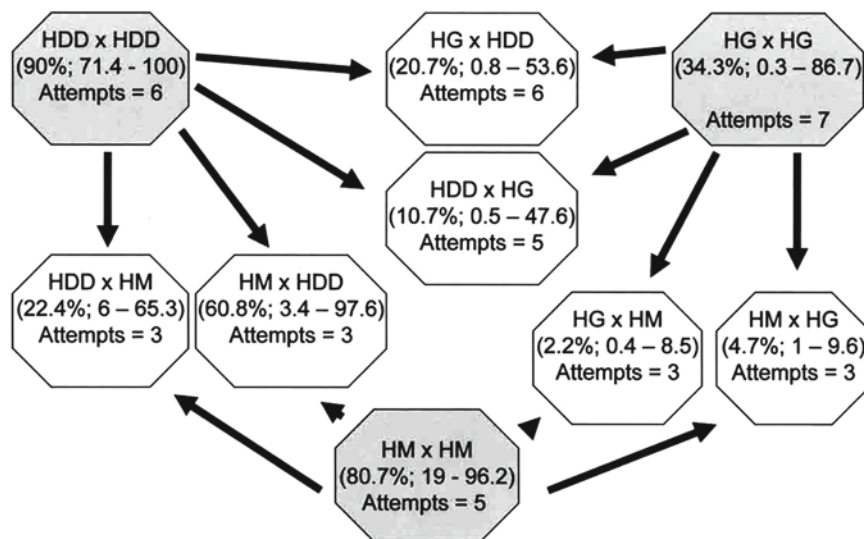 HDD x HDD
(90%; 71.4 - 100)
Attempts = 6
HG x HDD
(20.7%; 0.8 – 53.6)
Attempts = 6
HG x HG
(34.3%; 0.3 – 86.7)
Attempts = 7
HDD x HG
(10.7%; 0.5 – 47.6)
Attempts = 5
HDD x HM
(22.4%; 6 – 65.3)
Attempts = 3
HM x HDD
(60.8%; 3.4 – 97.6)
Attempts = 3
HG x HM
(2.2%; 0.4 – 8.5)
Attempts = 3
HM x HG
(4.7%; 1 – 9.6)
Attempts = 3
HM x HM
(80.7%; 19 - 96.2)
Attempts = 5